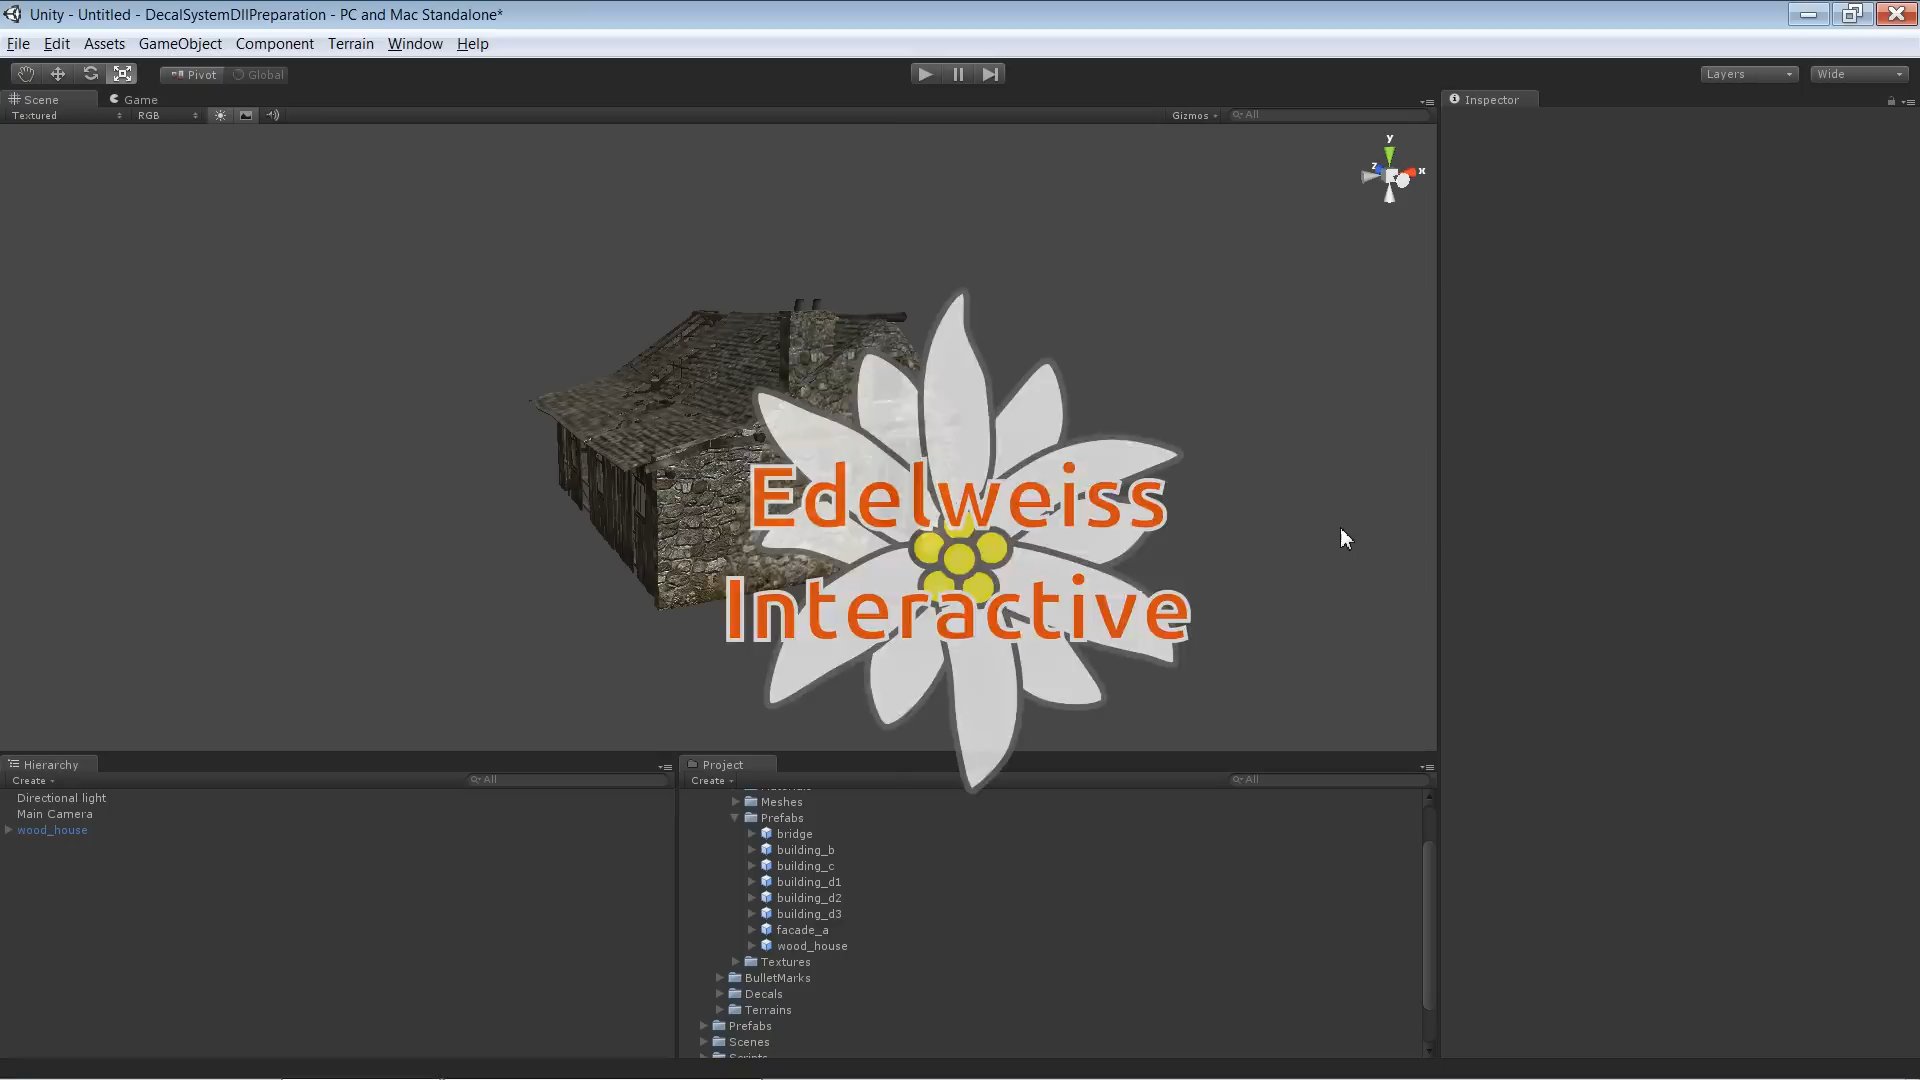 Unity - Untitled - DecalSystemDllPreparation - PC and Mac Standalone*
File Edit Assets GameObject Component Terrain Window Help
Pivot Global Layers Wide
Scene Game Inspector
Textured RGB Gizmos All
y
z x
Edelweiss
Interactive
Hierarchy
Create All
Directional light
Main Camera
wood_house
Project
Create All
Materials
Meshes
Prefabs
bridge
building_b
building_c
building_d1
building_d2
building_d3
facade_a
wood_house
Textures
BulletMarks
Decals
Terrains
Prefabs
Scenes
Scripts